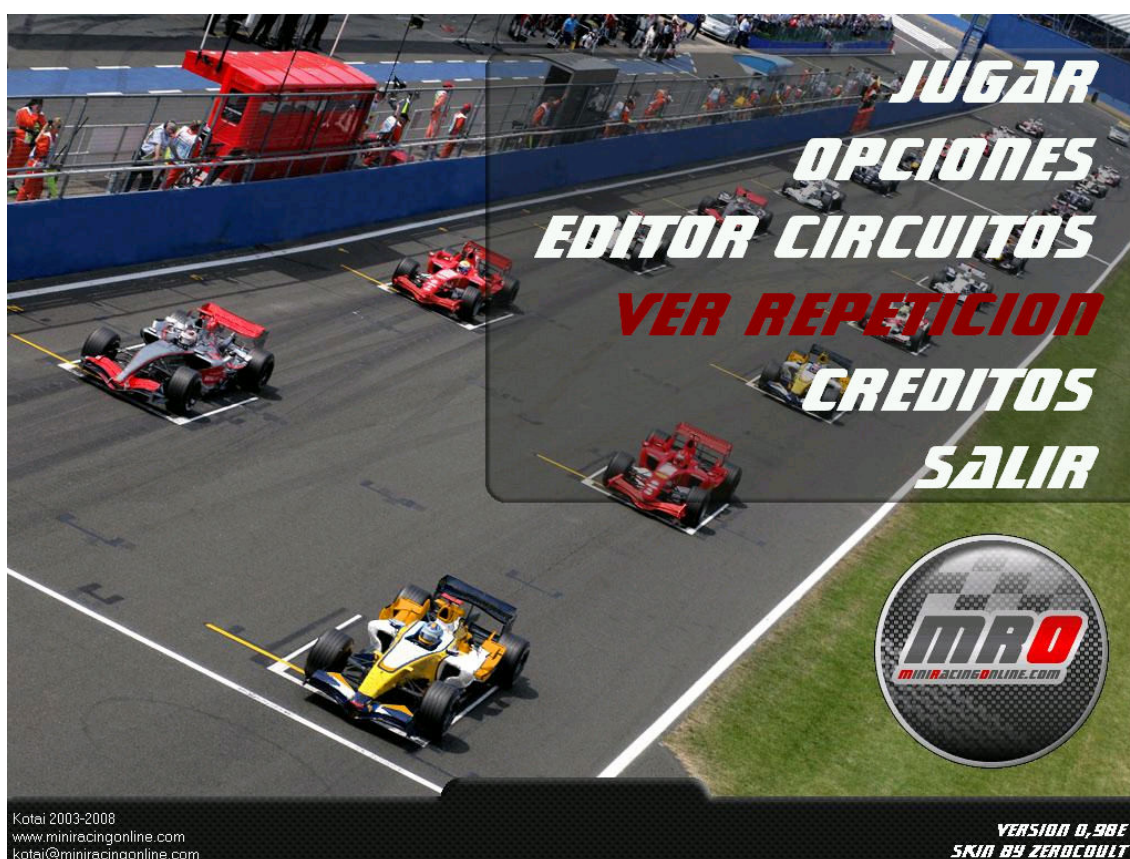 JUGAR
OPCIONES
EDITOR CIRCUITOS
VER REPETICION
CREDITOS
SALIR
MRO
MINIRACINGONLINE.COM
Kotai 2003-2008
www.miniracingonline.com
kotai@miniracingonline.com
VERSION 0,98E
SKIN BY ZEROCOULT